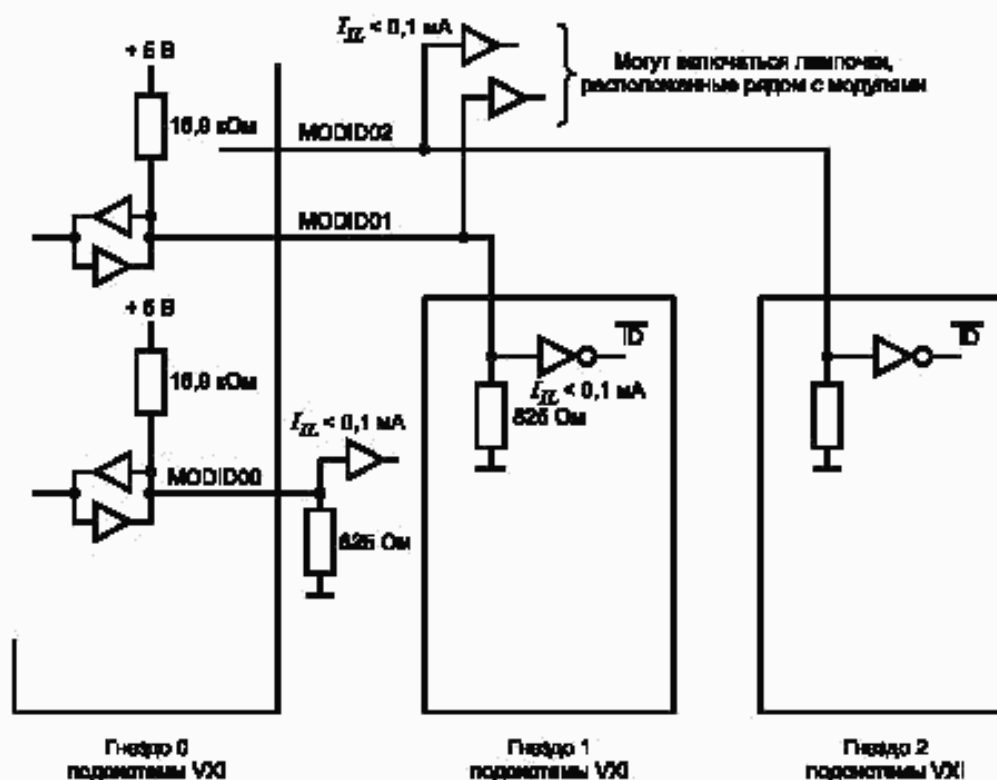 I_IL < 0,1 мА
Могут включаться лампочки,
расположенные рядом с модулями
+ 5 В
16,9 кОм
MODID02
MODID01
+ 5 В
16,9 кОм
I_IL < 0,1 мА
MODID00
825 Ом
ID
I_IL < 0,1 мА
825 Ом
ID
Гнездо 0
подсистемы VXI
Гнездо 1
подсистемы VXI
Гнездо 2
подсистемы VXI